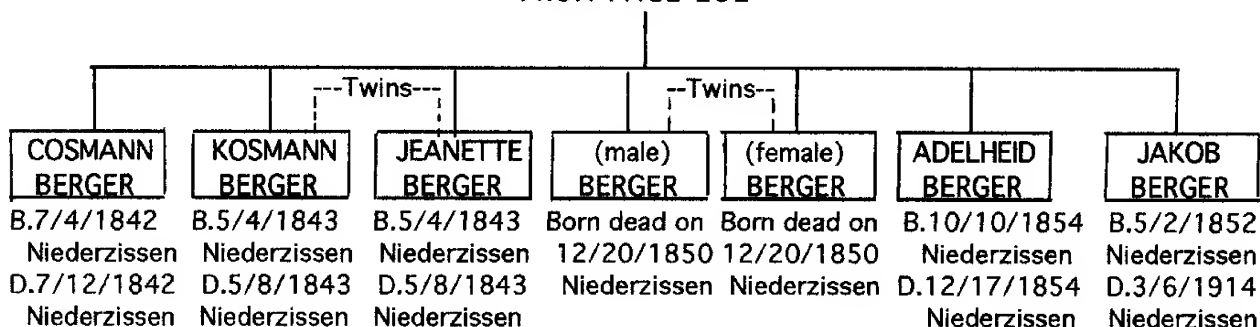 ---Twins---
--Twins--
COSMANN
BERGER
B.7/4/1842
Niederzissen
D.7/12/1842
Niederzissen
KOSMANN
BERGER
B.5/4/1843
Niederzissen
D.5/8/1843
Niederzissen
JEANETTE
BERGER
B.5/4/1843
Niederzissen
D.5/8/1843
Niederzissen
(male)
BERGER
Born dead on
12/20/1850
Niederzissen
(female)
BERGER
Born dead on
12/20/1850
Niederzissen
ADELHEID
BERGER
B.10/10/1854
Niederzissen
D.12/17/1854
Niederzissen
JAKOB
BERGER
B.5/2/1852
Niederzissen
D.3/6/1914
Niederzissen